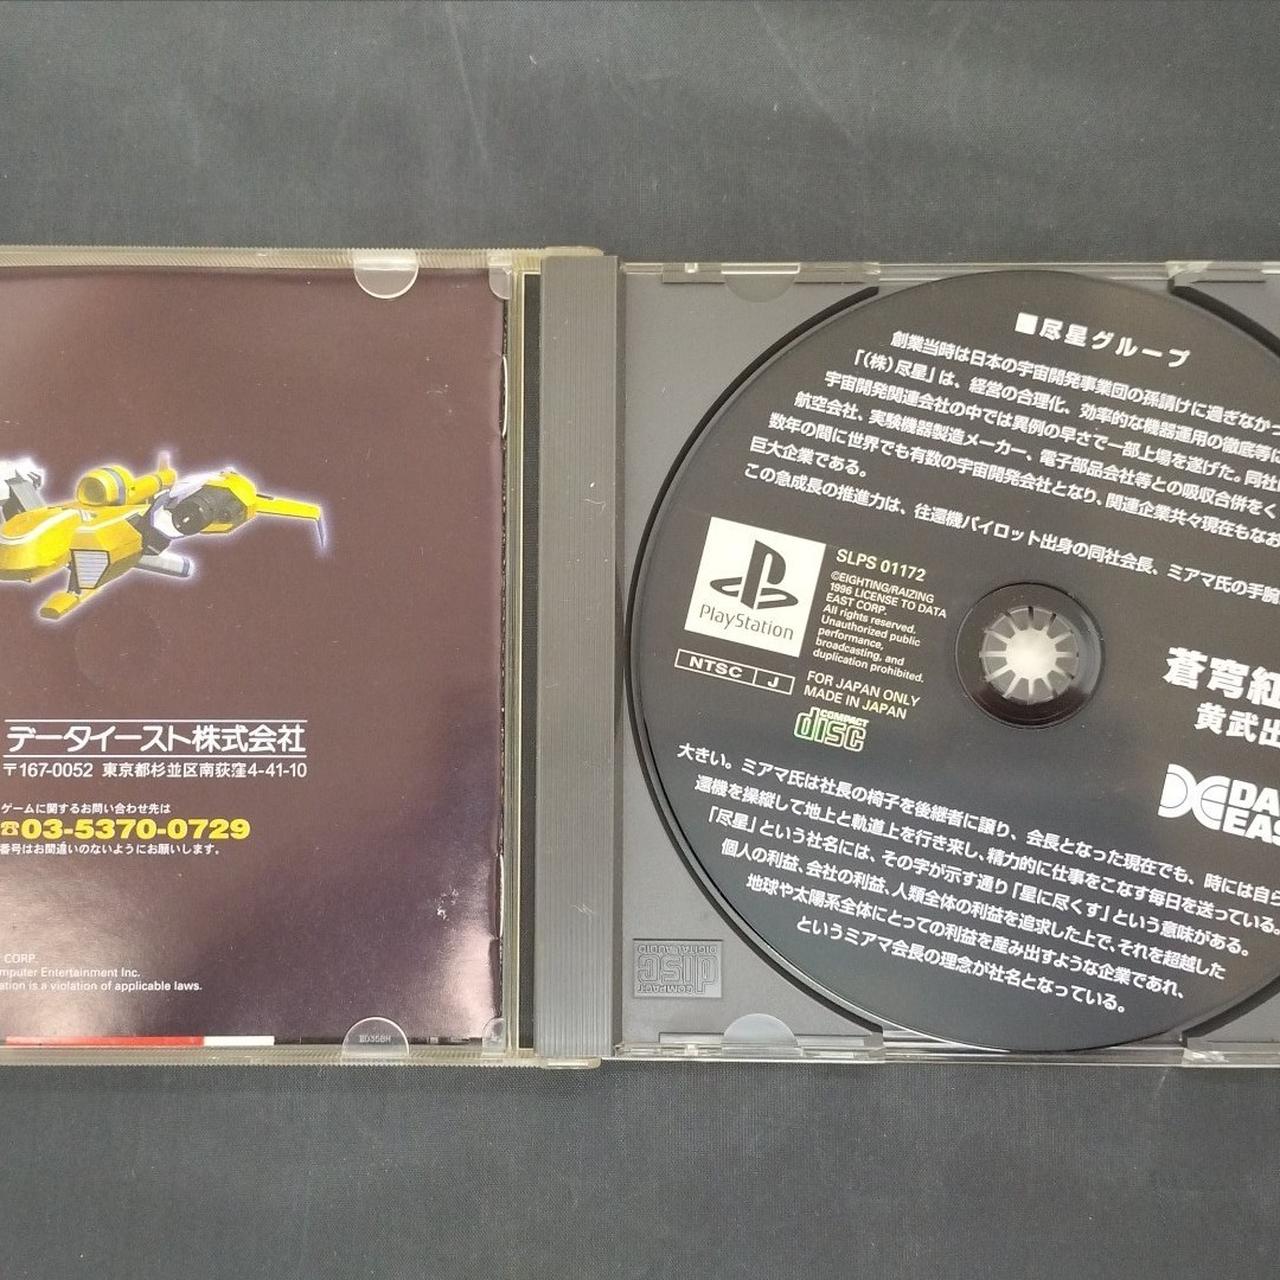 データイースト株式会社
〒167-0052 東京都杉並区南荻窪4-41-10
ゲームに関するお問い合わせ先は
☎03-5370-0729
番号はお間違いのないようにお願いします。
CORP.
mputer Entertainment Inc.
ation is a violation of applicable laws.
■尽星グループ
創業当時は日本の宇宙開発事業団の孫請けに過ぎなかっ
「(株)尽星」は、経営の合理化、効率的な機器運用の徹底等に
宇宙開発関連会社の中では異例の早さで一部上場を遂げた。同社は
航空会社、実験機器製造メーカー、電子部品会社等との吸収合併をく
数年の間に世界でも有数の宇宙開発会社となり、関連企業共々現在もなお
巨大企業である。
この急成長の推進力は、往還機パイロット出身の同社会長、ミアマ氏の手腕
PlayStation
NTSC J
SLPS 01172
©EIGHTING/RAIZING
1996 LICENSE TO DATA
EAST CORP.
All rights reserved.
Unauthorized public
performance,
broadcasting, and
duplication prohibited.
FOR JAPAN ONLY
MADE IN JAPAN
COMPACT
disc
蒼穹紅
黄武出
DA
EAS
大きい。ミアマ氏は社長の椅子を後継者に譲り、会長となった現在でも、時には自ら
還機を操縦して地上と軌道上を行き来し、精力的に仕事をこなす毎日を送っている。
「尽星」という社名には、その字が示す通り「星に尽くす」という意味がある。
個人の利益、会社の利益、人類全体の利益を追求した上で、それを超越した
地球や太陽系全体にとっての利益を産み出すような企業であれ、
というミアマ会長の理念が社名となっている。
COMPACT
disc
DIGITAL AUDIO